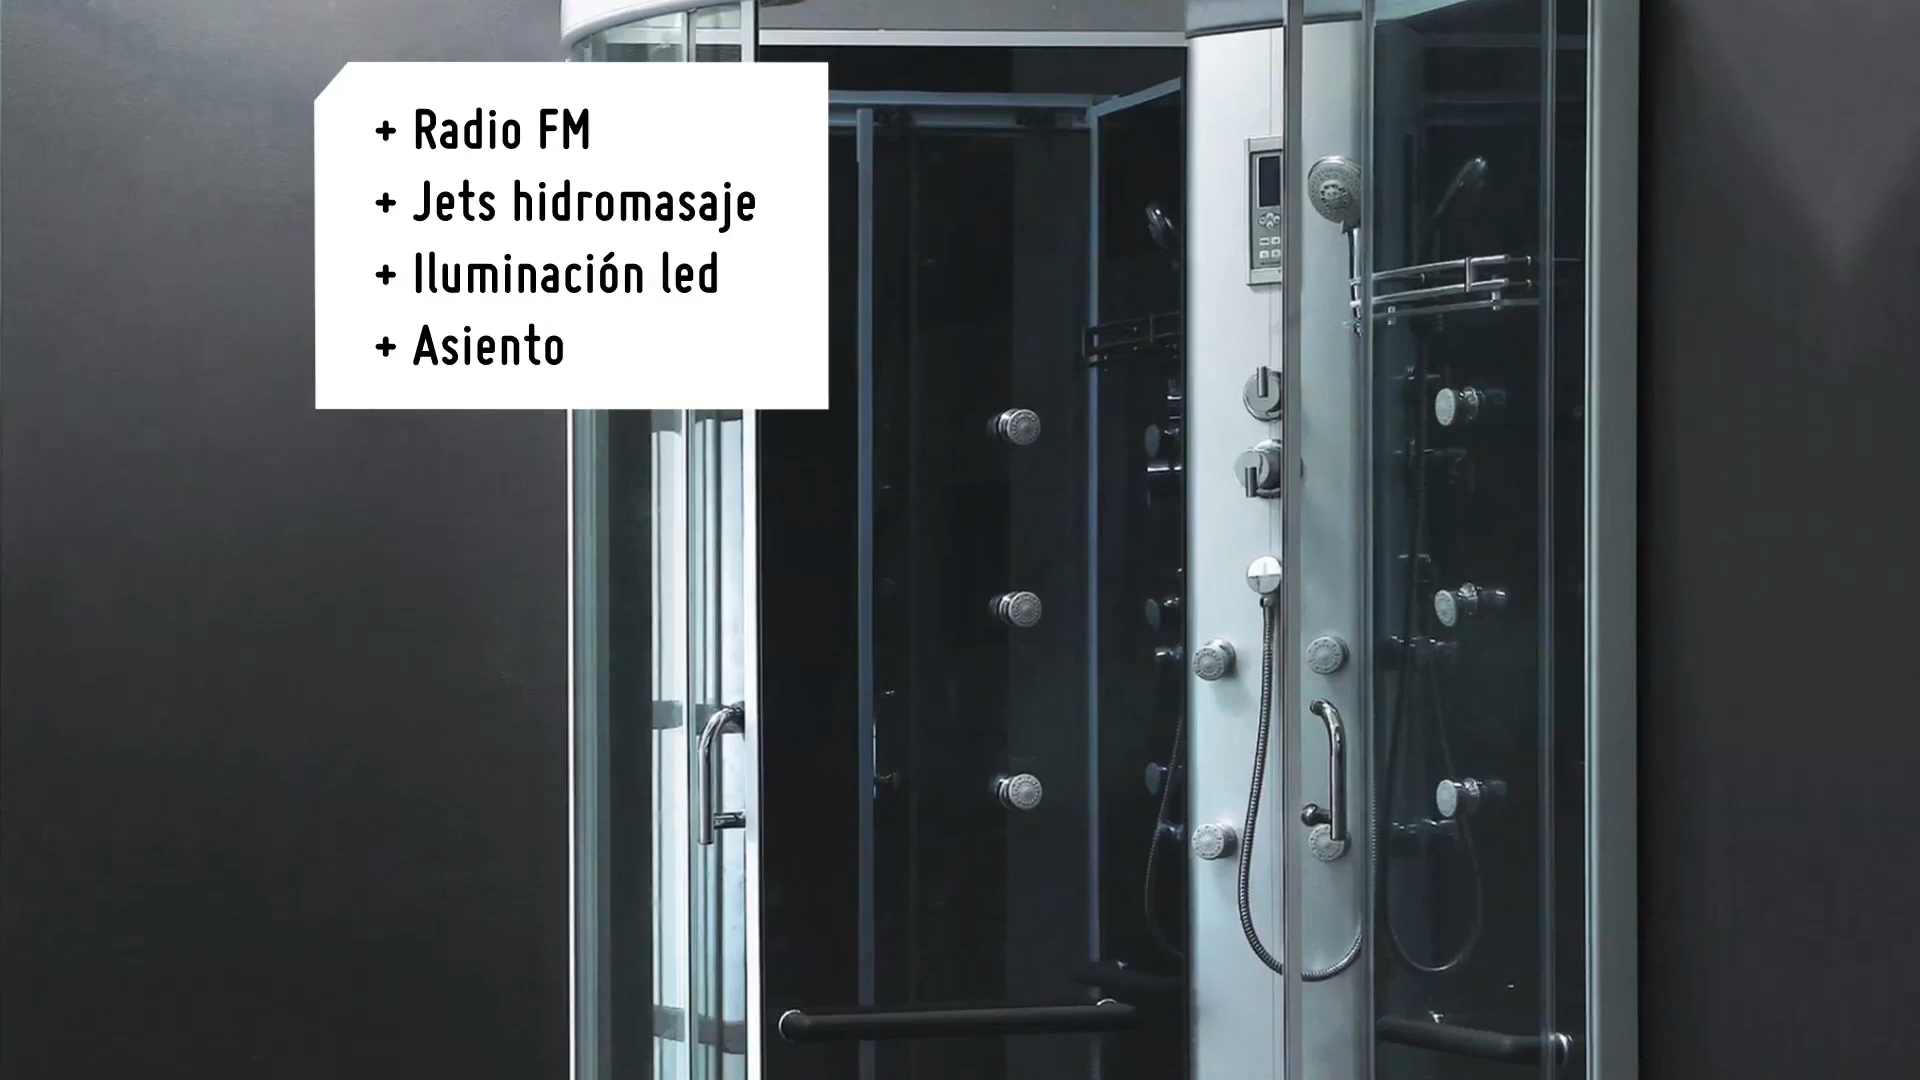 + Radio FM
+ Jets hidromasaje
+ Iluminación led
+ Asiento